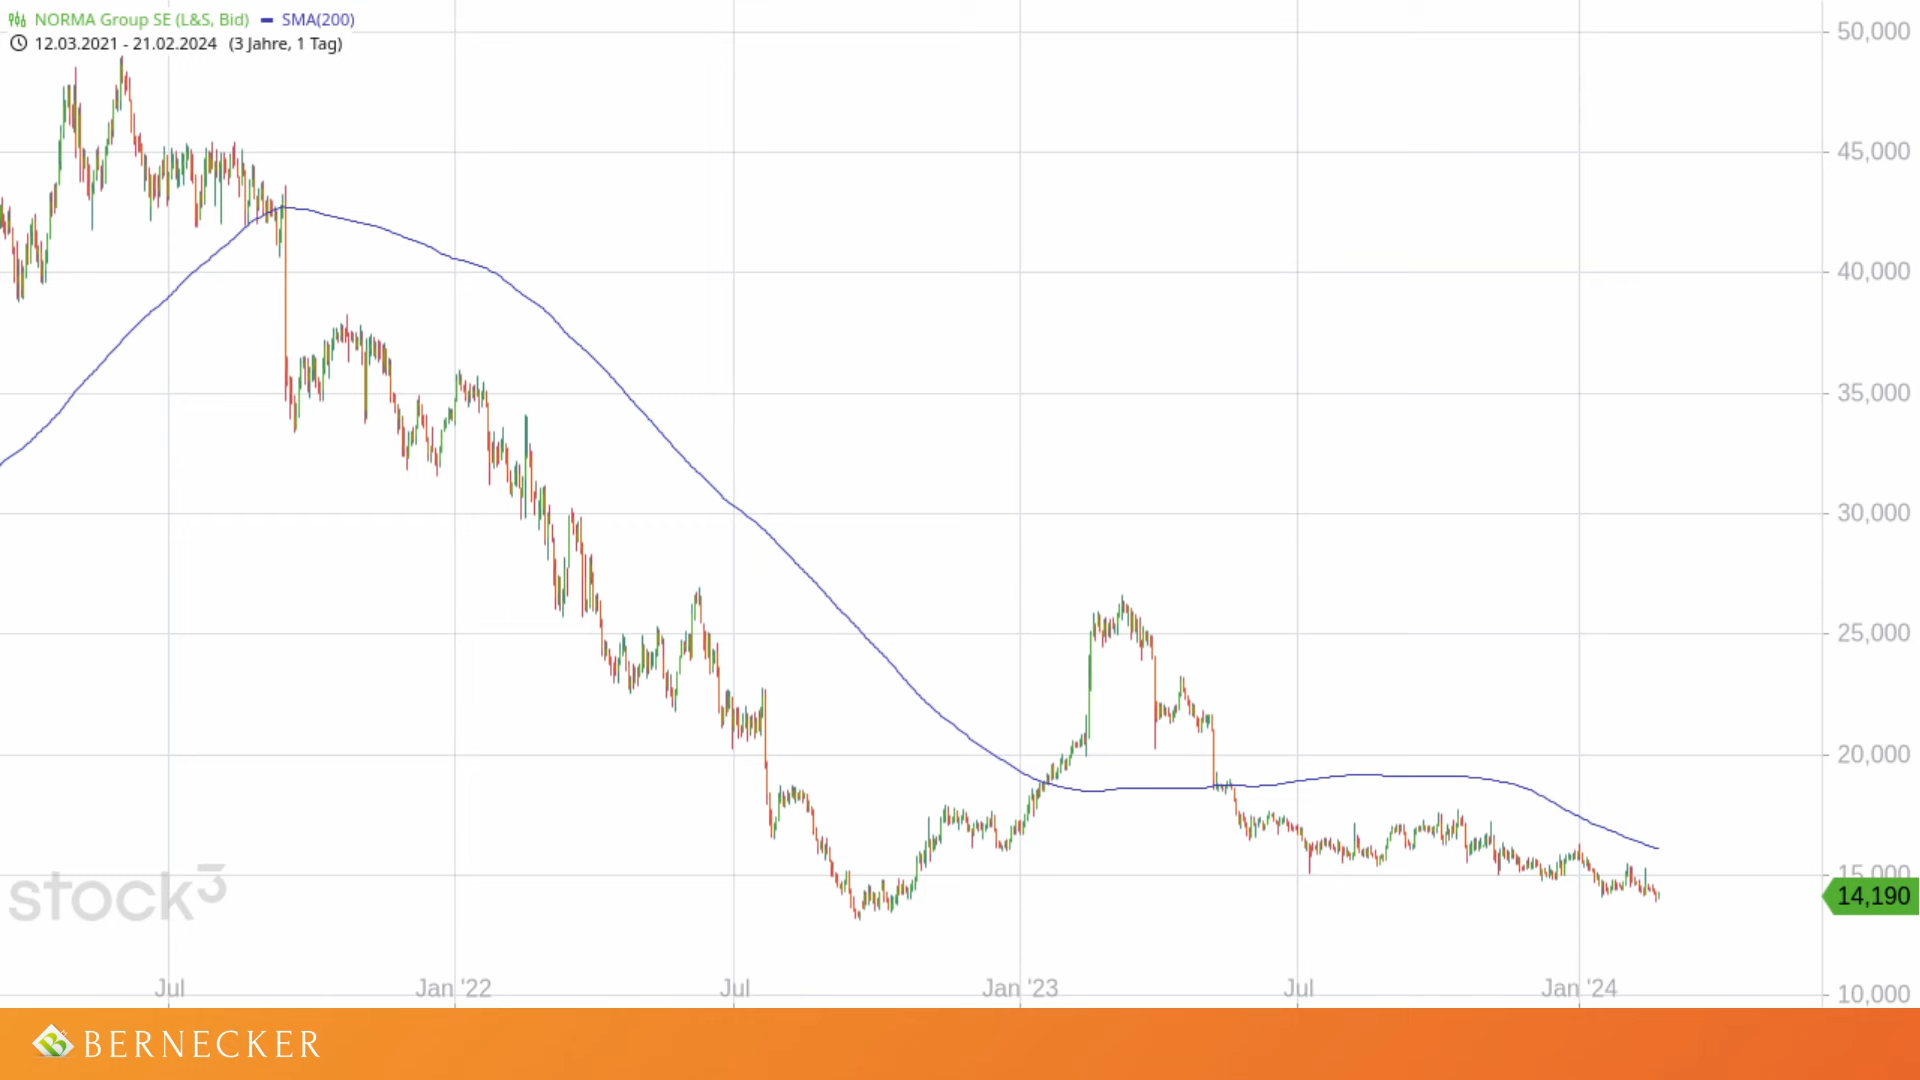 NORMA Group SE (L&S, Bid) SMA(200)
12.03.2021 - 21.02.2024 (3 Jahre, 1 Tag)
50,000
45,000
40,000
35,000
30,000
25,000
20,000
15,000
14,190
10,000
stock3
Jul Jan '22 Jul Jan '23 Jul Jan '24
BERNECKER